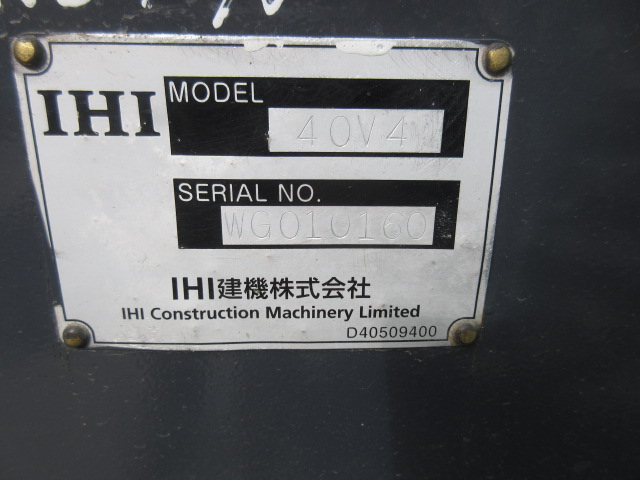 IHI
MODEL
40V4
SERIAL NO.
WG010160
IHI建機株式会社
IHI Construction Machinery Limited
D40509400